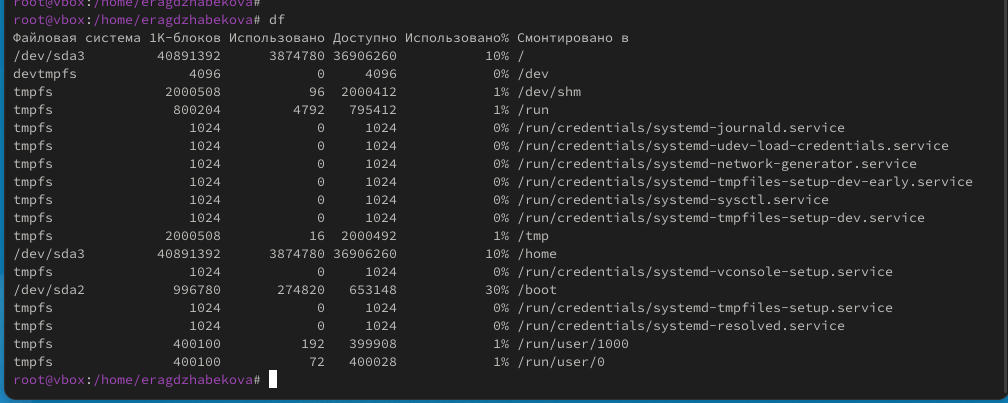 root@vbox:/home/eragdzhabekova#
root@vbox:/home/eragdzhabekova# df
Файловая система 1K-блоков Использовано Доступно Использовано% Смонтировано в
/dev/sda3         40891392      3874780 36906260           10% /
devtmpfs              4096            0     4096            0% /dev
tmpfs              2000508           96  2000412            1% /dev/shm
tmpfs               800204         4792   795412            1% /run
tmpfs                 1024            0     1024            0% /run/credentials/systemd-journald.service
tmpfs                 1024            0     1024            0% /run/credentials/systemd-udev-load-credentials.service
tmpfs                 1024            0     1024            0% /run/credentials/systemd-network-generator.service
tmpfs                 1024            0     1024            0% /run/credentials/systemd-tmpfiles-setup-dev-early.service
tmpfs                 1024            0     1024            0% /run/credentials/systemd-sysctl.service
tmpfs                 1024            0     1024            0% /run/credentials/systemd-tmpfiles-setup-dev.service
tmpfs              2000508           16  2000492            1% /tmp
/dev/sda3         40891392      3874780 36906260           10% /home
tmpfs                 1024            0     1024            0% /run/credentials/systemd-vconsole-setup.service
/dev/sda2           996780       274820   653148           30% /boot
tmpfs                 1024            0     1024            0% /run/credentials/systemd-tmpfiles-setup.service
tmpfs                 1024            0     1024            0% /run/credentials/systemd-resolved.service
tmpfs               400100          192   399908            1% /run/user/1000
tmpfs               400100           72   400028            1% /run/user/0
root@vbox:/home/eragdzhabekova#